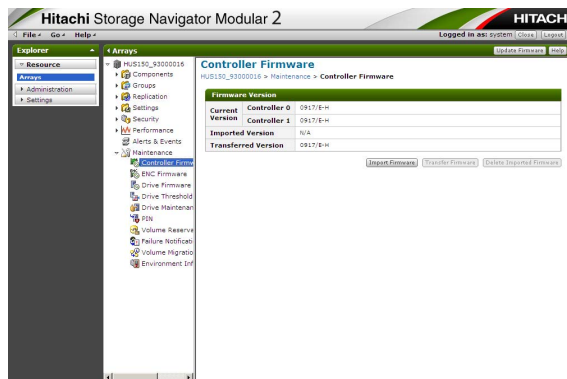 Hitachi Storage Navigator Modular 2
HITACH
File Go Help
Logged in as: system Close Logout
Explorer
Arrays
Update Firmware Help
Resource
Arrays
Administration
Settings
HUS150_93000016
Components
Groups
Replication
Settings
Security
Performance
Alerts & Events
Maintenance
Controller Firmw
ENC Firmware
Drive Firmware
Drive Threshold
Drive Maintenan
PIN
Volume Reserve
Failure Notificati
Volume Migratio
Environment Inf
Controller Firmware
HUS150_93000016 > Maintenance > Controller Firmware
Firmware Version
Current Version
Controller 0 0917/E-H
Controller 1 0917/E-H
Imported Version N/A
Transferred Version 0917/E-H
Import Firmware Transfer Firmware Delete Imported Firmware